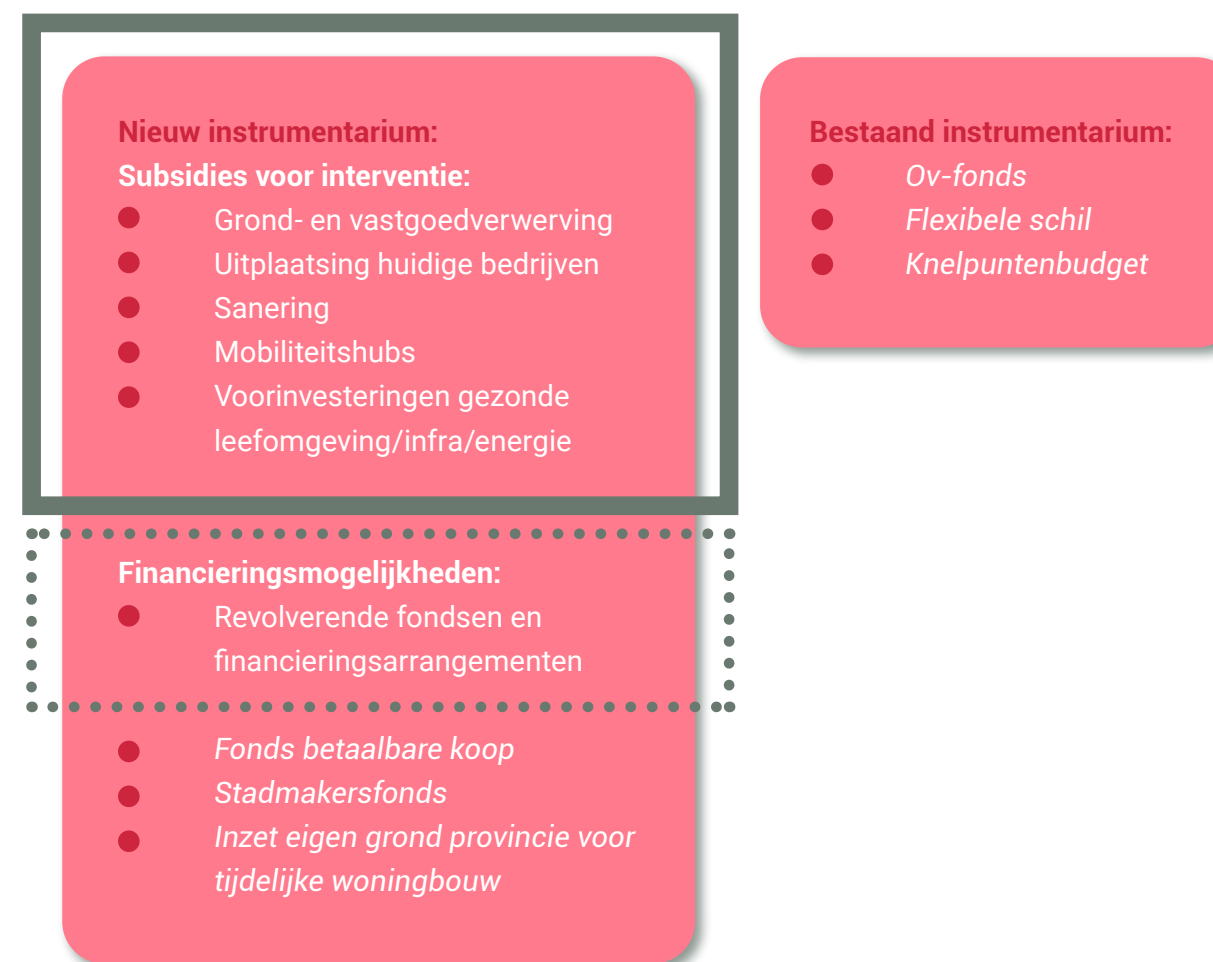 Nieuw instrumentarium:
Subsidies voor interventie:
Grond- en vastgoedverwerving
Uitplaatsing huidige bedrijven
Sanering
Mobiliteitshubs
Voorinvesteringen gezonde
leefomgeving/infra/energie
Financieringsmogelijkheden:
Revolverende fondsen en
financieringsarrangementen
Fonds betaalbare koop
Stadmakersfonds
Inzet eigen grond provincie voor
tijdelijke woningbouw
Bestaand instrumentarium:
Ov-fonds
Flexibele schil
Knelpuntenbudget